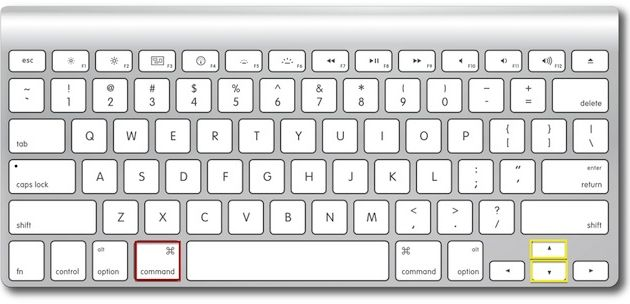 esc F1 F2 F3 F4 F5 F6 F7 F8 F9 F10 F11 F12
~ ! @ # $ % ^ & * ( ) _ +
` 1 2 3 4 5 6 7 8 9 0 - = delete
tab Q W E R T Y U I O P { [ } ] | \
caps lock A S D F G H J K L : ; " ' enter return
shift Z X C V B N M < , > . ? / shift
alt ⌘ ⌘ alt
fn control option command command option